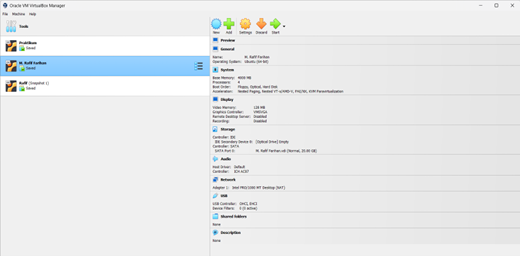 Oracle VM VirtualBox Manager
File Machine Help
Tools
Praktikum
Saved
M. Rafif Farihan
Saved
Rafif (Snapshot 1)
Saved
New Add Settings Discard Start
Preview
General
Name: M. Rafif Farihan
Operating System: Ubuntu (64-bit)
System
Base Memory: 4096 MB
Processors: 4
Boot Order: Floppy, Optical, Hard Disk
Acceleration: Nested Paging, Nested VT-x/AMD-V, PAE/NX, KVM Paravirtualization
Display
Video Memory: 128 MB
Graphics Controller: VMSVGA
Remote Desktop Server: Disabled
Recording: Disabled
Storage
Controller: IDE
IDE Secondary Device 0: [Optical Drive] Empty
Controller: SATA
SATA Port 0: M. Rafif Farihan.vdi (Normal, 25.00 GB)
Audio
Host Driver: Default
Controller: ICH AC97
Network
Adapter 1: Intel PRO/1000 MT Desktop (NAT)
USB
USB Controller: OHCI, EHCI
Device Filters: 0 (0 active)
Shared folders
None
Description
None